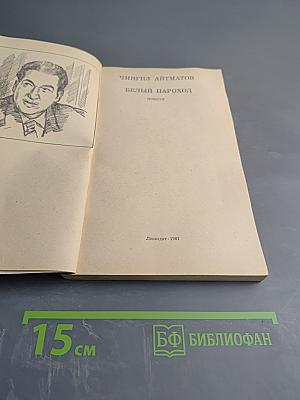 ЧИНГИЗ АЙТМАТОВ
БЕЛЫЙ ПАРОХОД
ПОВЕСТИ
Лениздат · 1981
15 см
БФ БИБЛИОФАН